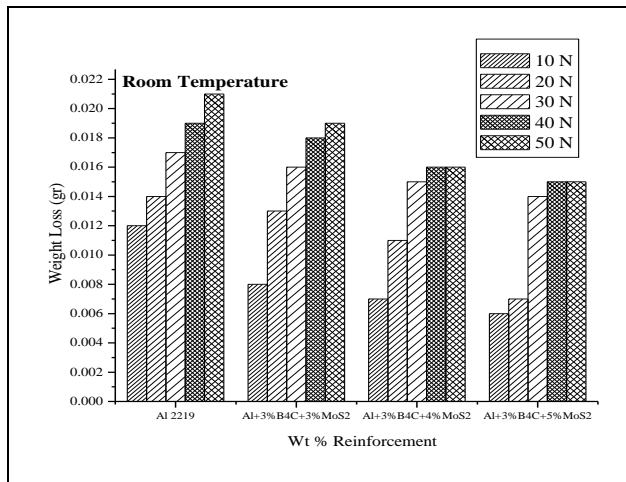 Room Temperature
10 N
20 N
30 N
40 N
50 N
0.022
0.020
0.018
0.016
0.014
0.012
0.010
0.008
0.006
0.004
0.002
0.000
Weight Loss (gr)
Al 2219
Al+3%B4C+3%MoS2
Al+3%B4C+4%MoS2
Al+3%B4C+5%MoS2
Wt % Reinforcement